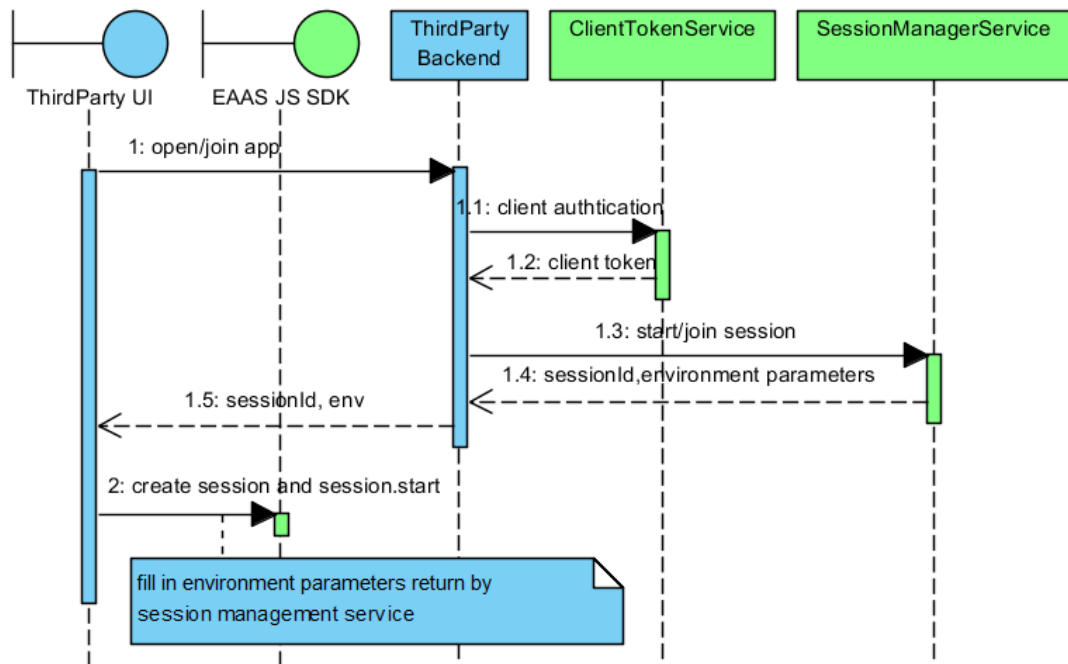 ThirdParty UI
EAAS JS SDK
ThirdParty
Backend
ClientTokenService
SessionManagerService
1: open/join app
1.1: client authtication
1.2: client token
1.3: start/join session
1.4: sessionId,environment parameters
1.5: sessionId, env
2: create session and session.start
fill in environment parameters return by
session management service